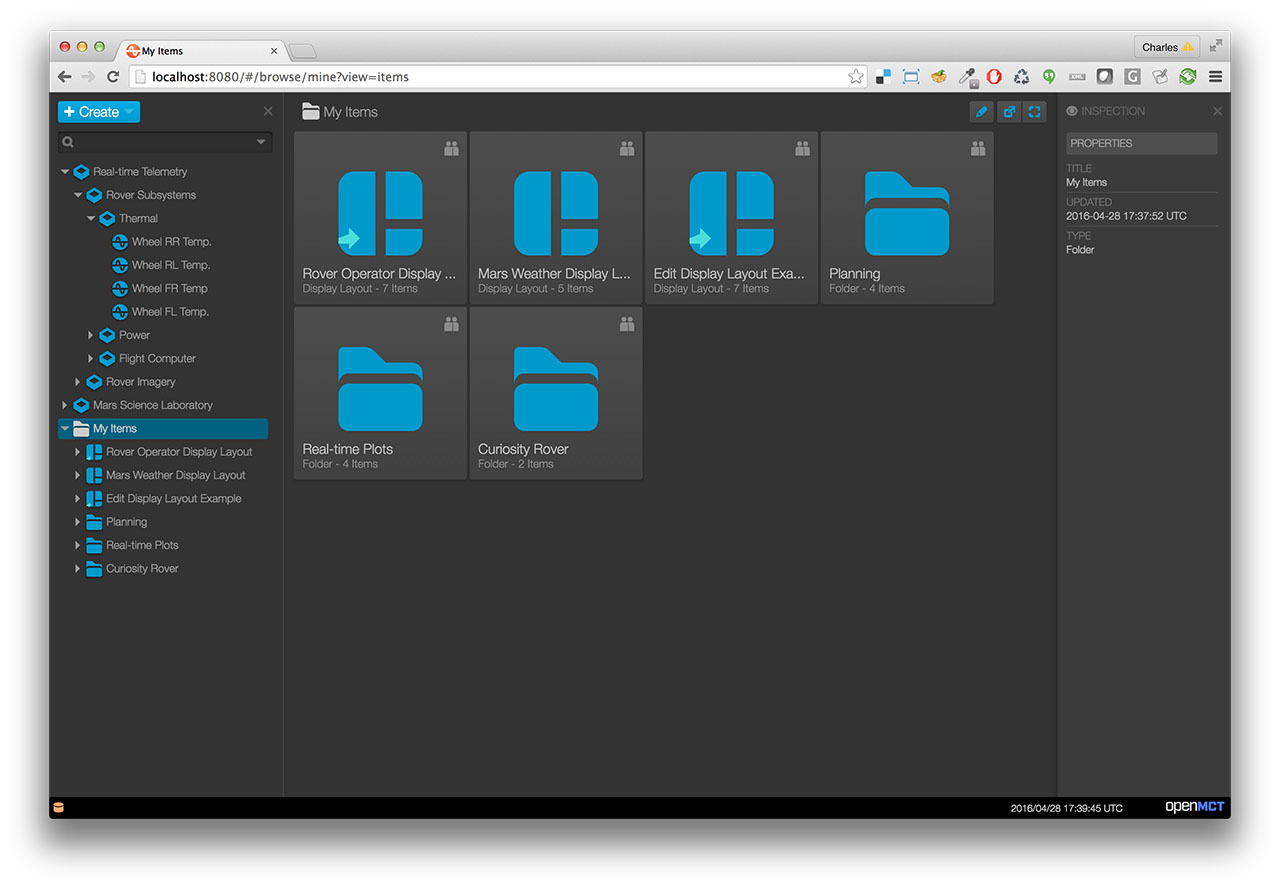 My Items
Charles
localhost:8080/#/browse/mine?view=items
Create
Real-time Telemetry
Rover Subsystems
Thermal
Wheel RR Temp.
Wheel RL Temp.
Wheel FR Temp
Wheel FL Temp.
Power
Flight Computer
Rover Imagery
Mars Science Laboratory
My Items
Rover Operator Display Layout
Mars Weather Display Layout
Edit Display Layout Example
Planning
Real-time Plots
Curiosity Rover
My Items
Rover Operator Display ...
Display Layout - 7 Items
Mars Weather Display L...
Display Layout - 5 Items
Edit Display Layout Exa...
Display Layout - 7 Items
Planning
Folder - 4 Items
Real-time Plots
Folder - 4 Items
Curiosity Rover
Folder - 2 Items
INSPECTION
PROPERTIES
TITLE
My Items
UPDATED
2016-04-28 17:37:52 UTC
TYPE
Folder
2016/04/28 17:39:45 UTC
openMCT